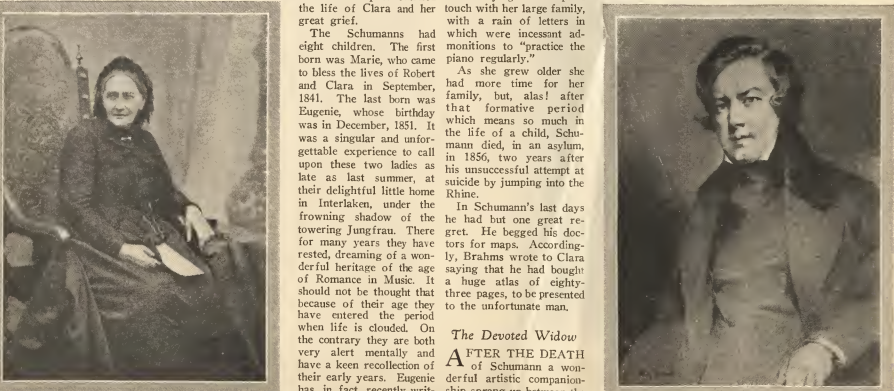 the life of Clara and her
great grief.
The Schumanns had
eight children. The first
born was Marie, who came
to bless the lives of Robert
and Clara in September,
1841. The last born was
Eugenie, whose birthday
was in December, 1851. It
was a singular and unfor-
gettable experience to call
upon these two ladies as
late as last summer, at
their delightful little home
in Interlaken, under the
frowning shadow of the
towering Jungfrau. There
for many years they have
rested, dreaming of a won-
derful heritage of the age
of Romance in Music. It
should not be thought that
because of their age they
have entered the period
when life is clouded. On
the contrary they are both
very alert mentally and
have a keen recollection of
their early years. Eugenie
has in fact recently writ-
touch with her large family,
with a rain of letters in
which were incessant ad-
monitions to “practice the
piano regularly.”
As she grew older she
had more time for her
family, but, alas! after
that formative period
which means so much in
the life of a child, Schu-
mann died, in an asylum,
in 1856, two years after
his unsuccessful attempt at
suicide by jumping into the
Rhine.
In Schumann's last days
he had but one great re-
gret. He begged his doc-
tors for maps. According-
ly, Brahms wrote to Clara
saying that he had bought
a huge atlas of eighty-
three pages, to be presented
to the unfortunate man.
The Devoted Widow
AFTER THE DEATH
of Schumann a won-
derful artistic companion-